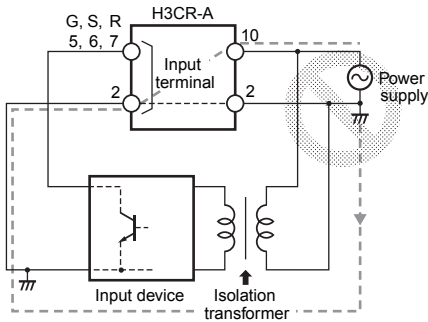 H3CR-A
G, S, R
5, 6, 7
10
Input
terminal
2
2
Power
supply
Input device
Isolation
transformer